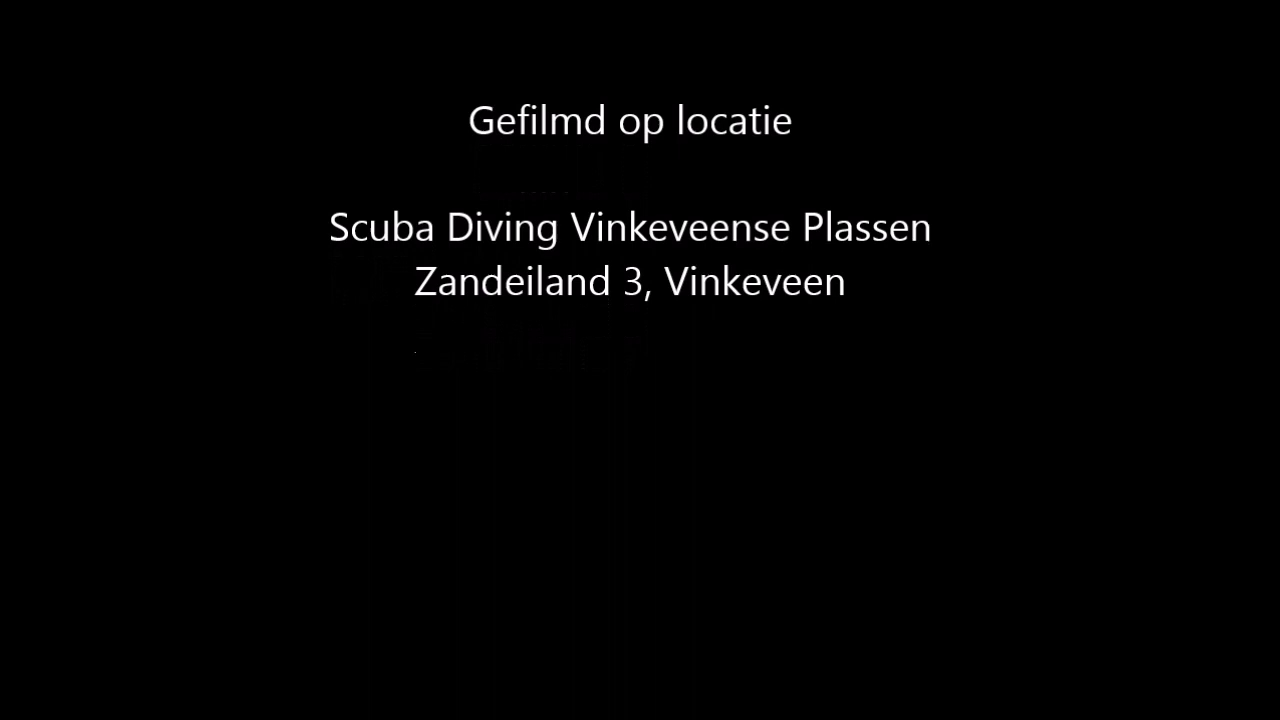 Gefilmd op locatie
Scuba Diving Vinkeveense Plassen
Zandeiland 3, Vinkeveen